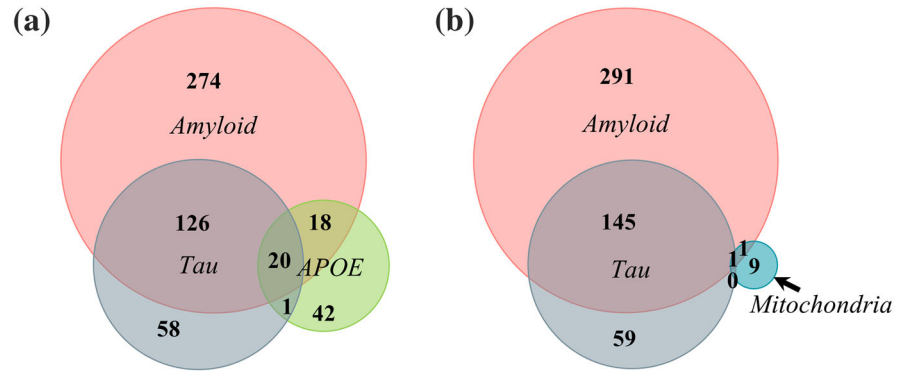 (a)
274
Amyloid
126
18
Tau
20
APOE
1
42
58
(b)
291
Amyloid
145
1
1
9
Tau
0
Mitochondria
59